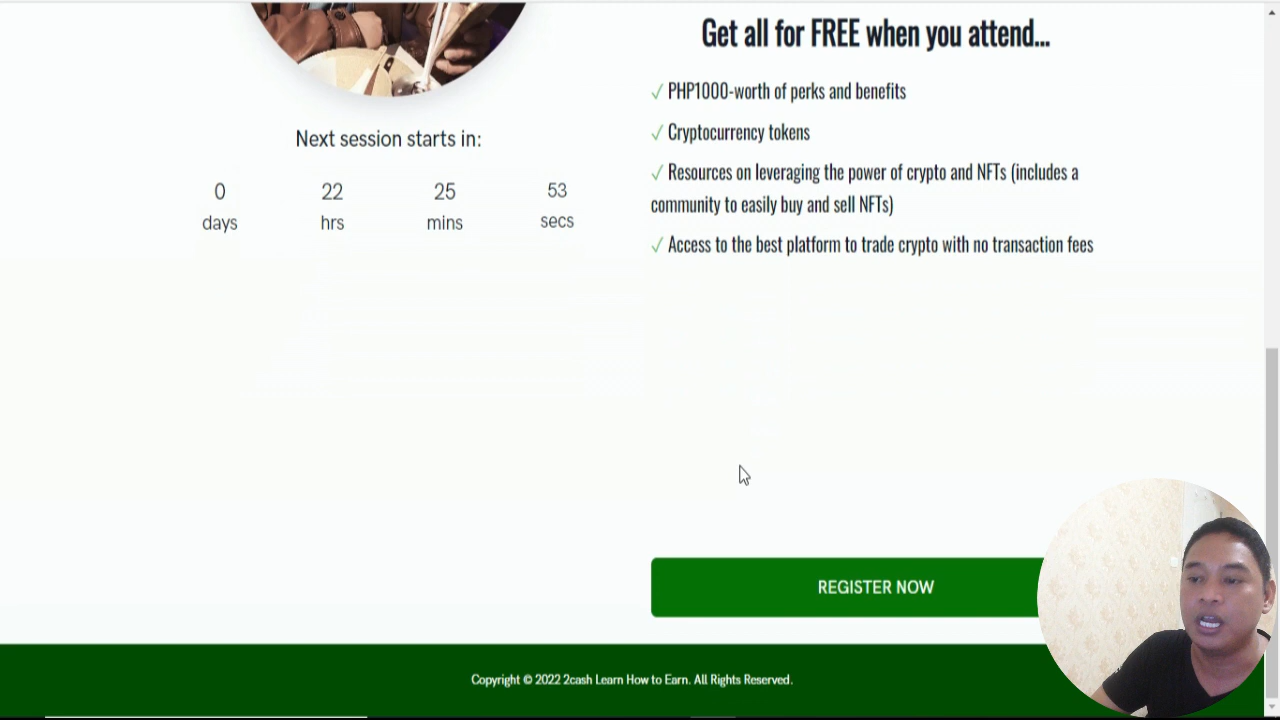 Get all for FREE when you attend...
✓ PHP1000-worth of perks and benefits
✓ Cryptocurrency tokens
✓ Resources on leveraging the power of crypto and NFTs (includes a
community to easily buy and sell NFTs)
✓ Access to the best platform to trade crypto with no transaction fees
Next session starts in:
0 22 25 53
days hrs mins secs
REGISTER NOW
Copyright © 2022 2cash Learn How to Earn. All Rights Reserved.